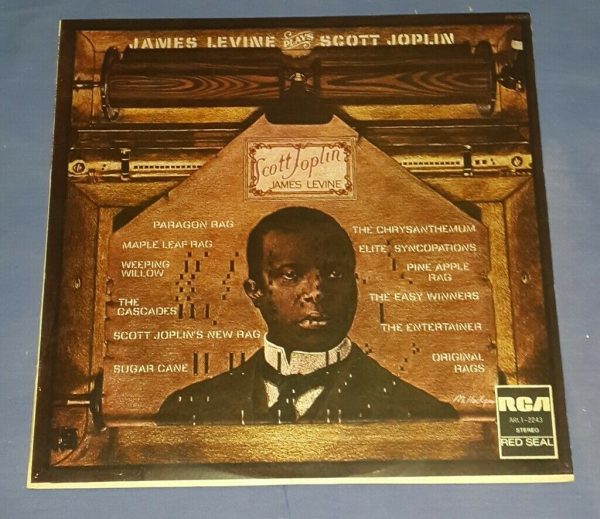 JAMES LEVINE PLAYS SCOTT JOPLIN
Scott Joplin
JAMES LEVINE
PARAGON RAG
MAPLE LEAF RAG
WEEPING
WILLOW
THE
CASCADES
SCOTT JOPLIN'S NEW RAG
SUGAR CANE
THE CHRYSANTHEMUM
ELITE SYNCOPATIONS
PINE APPLE
RAG
THE EASY WINNERS
THE ENTERTAINER
ORIGINAL
RAGS
RCA
ARL1-2243
STEREO
RED SEAL